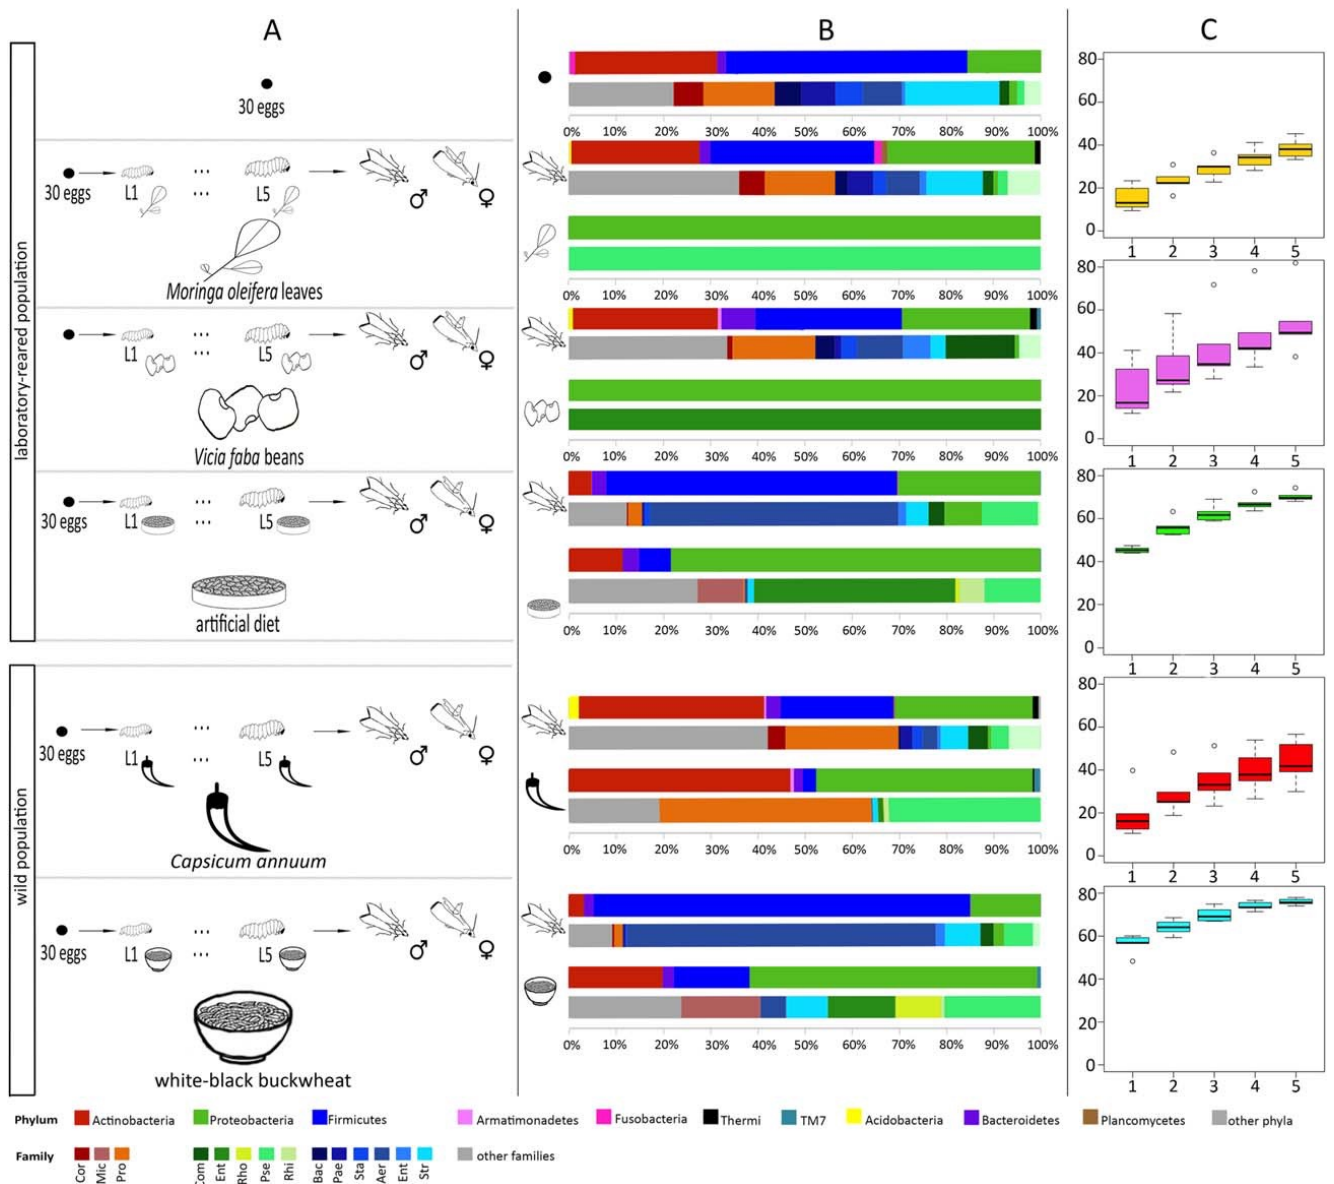 A
B
C
laboratory-reared population
30 eggs
0% 10% 20% 30% 40% 50% 60% 70% 80% 90% 100%
80
60
40
20
0
1 2 3 4 5
30 eggs
L1 ... L5
...
♂ ♀
Moringa oleifera leaves
0% 10% 20% 30% 40% 50% 60% 70% 80% 90% 100%
80
60
40
20
0
1 2 3 4 5
L1 ... L5
...
♂ ♀
Vicia faba beans
0% 10% 20% 30% 40% 50% 60% 70% 80% 90% 100%
80
60
40
20
0
1 2 3 4 5
30 eggs
L1 ... L5
...
♂ ♀
artificial diet
0% 10% 20% 30% 40% 50% 60% 70% 80% 90% 100%
wild population
80
60
40
20
0
1 2 3 4 5
30 eggs
L1 ... L5
...
♂ ♀
Capsicum annuum
0% 10% 20% 30% 40% 50% 60% 70% 80% 90% 100%
80
60
40
20
0
1 2 3 4 5
30 eggs
L1 ... L5
...
♂ ♀
white-black buckwheat
0% 10% 20% 30% 40% 50% 60% 70% 80% 90% 100%
Phylum Actinobacteria Proteobacteria Firmicutes Armatimonadetes Fusobacteria Thermi TM7 Acidobacteria Bacteroidetes Plancomycetes other phyla
Family Cor Mic Pro Com Ent Rho Pse Rhi Bac Pae Sta Aer Ent Str other families